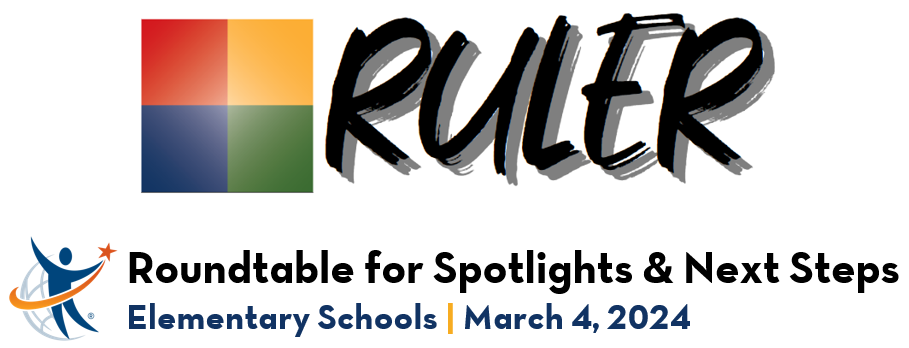 RULER
®
Roundtable for Spotlights & Next Steps
Elementary Schools | March 4, 2024